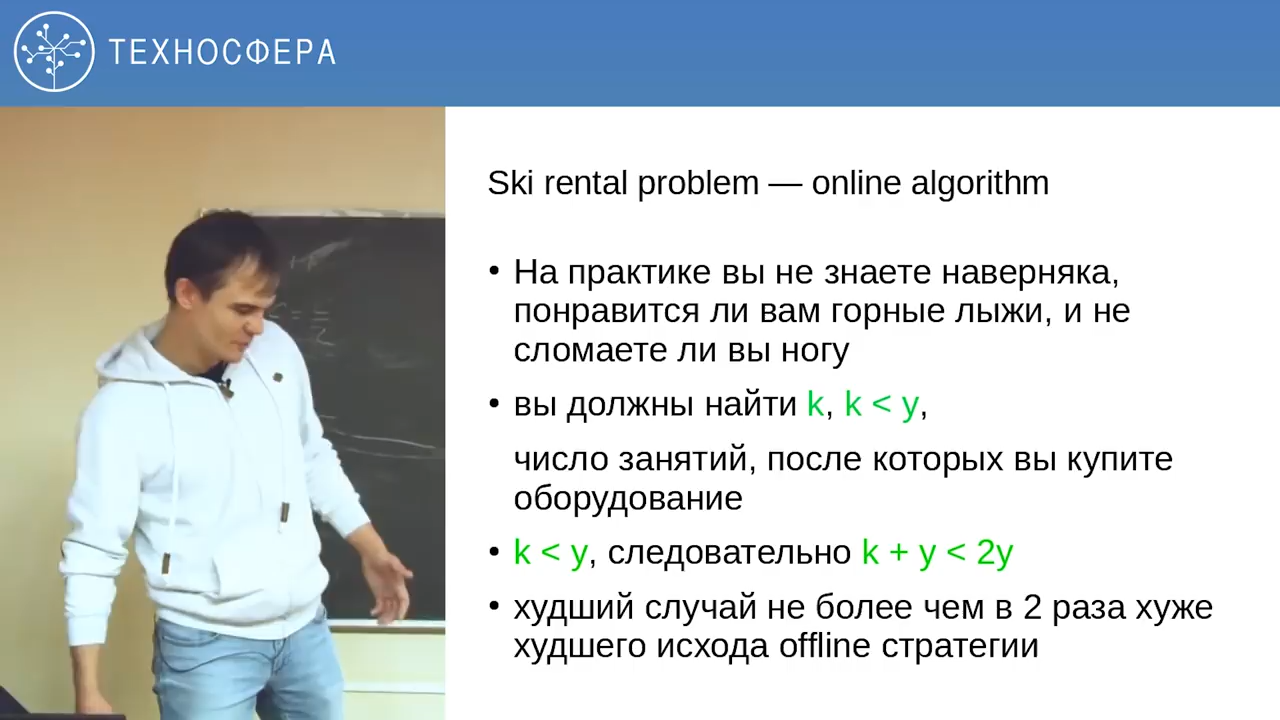 ТЕХНОСФЕРА
Ski rental problem — online algorithm
• На практике вы не знаете наверняка,
понравится ли вам горные лыжи, и не
сломаете ли вы ногу
• вы должны найти k, k < y,
число занятий, после которых вы купите
оборудование
• k < y, следовательно k + y < 2y
• худший случай не более чем в 2 раза хуже
худшего исхода offline стратегии